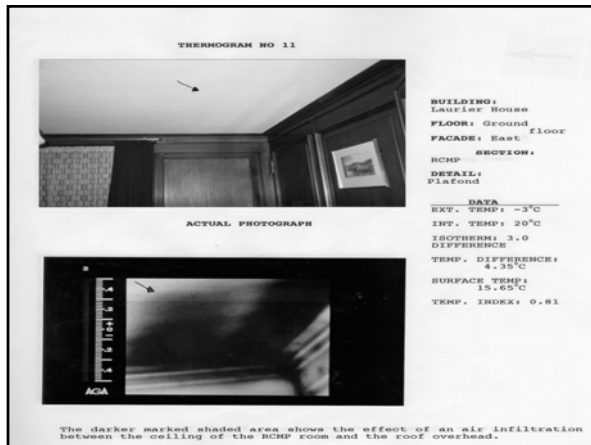 THERMOGRAM NO 11
BUILDING:
Laurier House
FLOOR: Ground
floor
FACADE: East
SECTION:
RCMP
DETAIL:
Plafond
ACTUAL PHOTOGRAPH
DATA
EXT. TEMP: -3°C
INT. TEMP: 20°C
ISOTHERM: 3.0
DIFFERENCE
TEMP. DIFFERENCE:
4.35°C
SURFACE TEMP:
15.65°C
TEMP. INDEX: 0.81
AGA
The darker marked shaded area shows the effect of an air infiltration
between the ceiling of the RCMP room and the roof overhead.